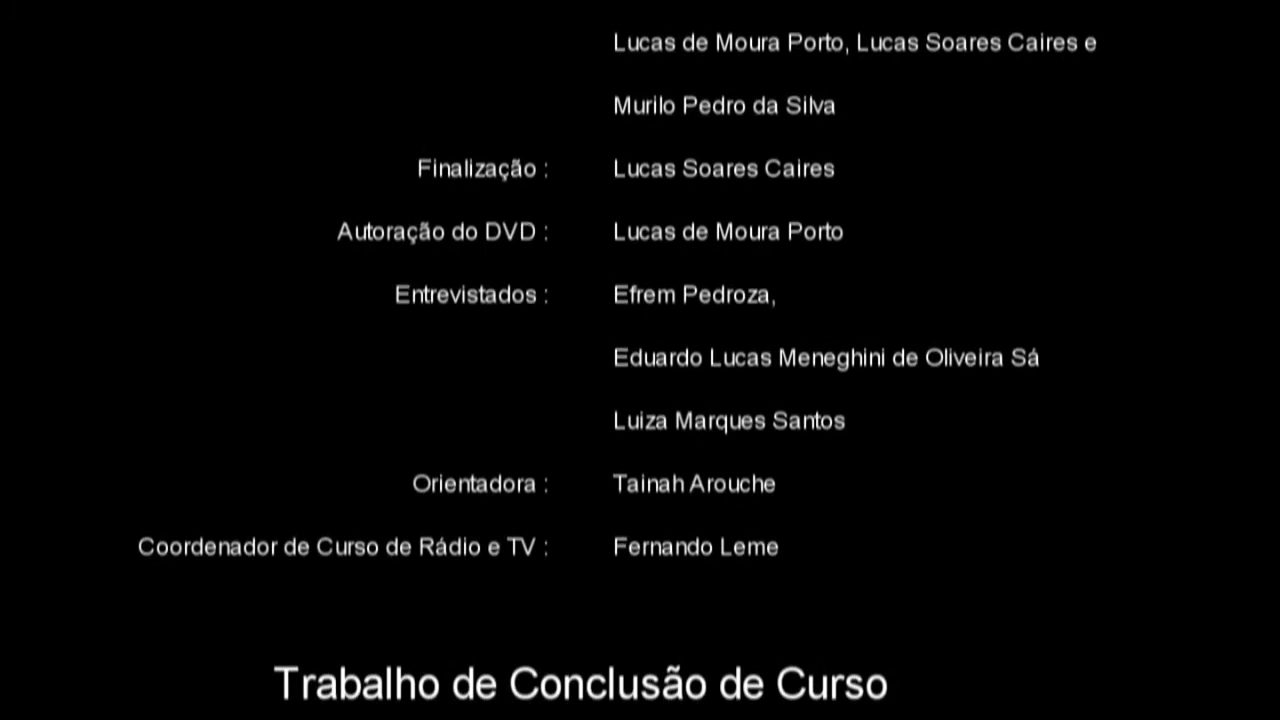 Lucas de Moura Porto, Lucas Soares Caires e
Murilo Pedro da Silva
Finalização : Lucas Soares Caires
Autoração do DVD : Lucas de Moura Porto
Entrevistados : Efrem Pedroza,
Eduardo Lucas Meneghini de Oliveira Sá
Luiza Marques Santos
Orientadora : Tainah Arouche
Coordenador de Curso de Rádio e TV : Fernando Leme
Trabalho de Conclusão de Curso